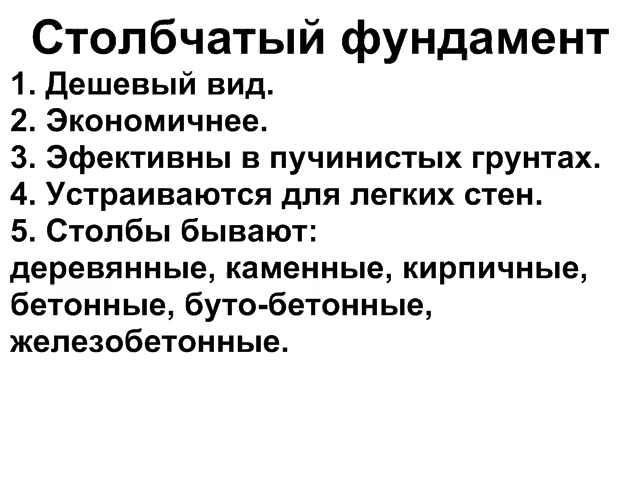 Столбчатый фундамент
1. Дешевый вид.
2. Экономичнее.
3. Эфективны в пучинистых грунтах.
4. Устраиваются для легких стен.
5. Столбы бывают:
деревянные, каменные, кирпичные,
бетонные, буто-бетонные,
железобетонные.